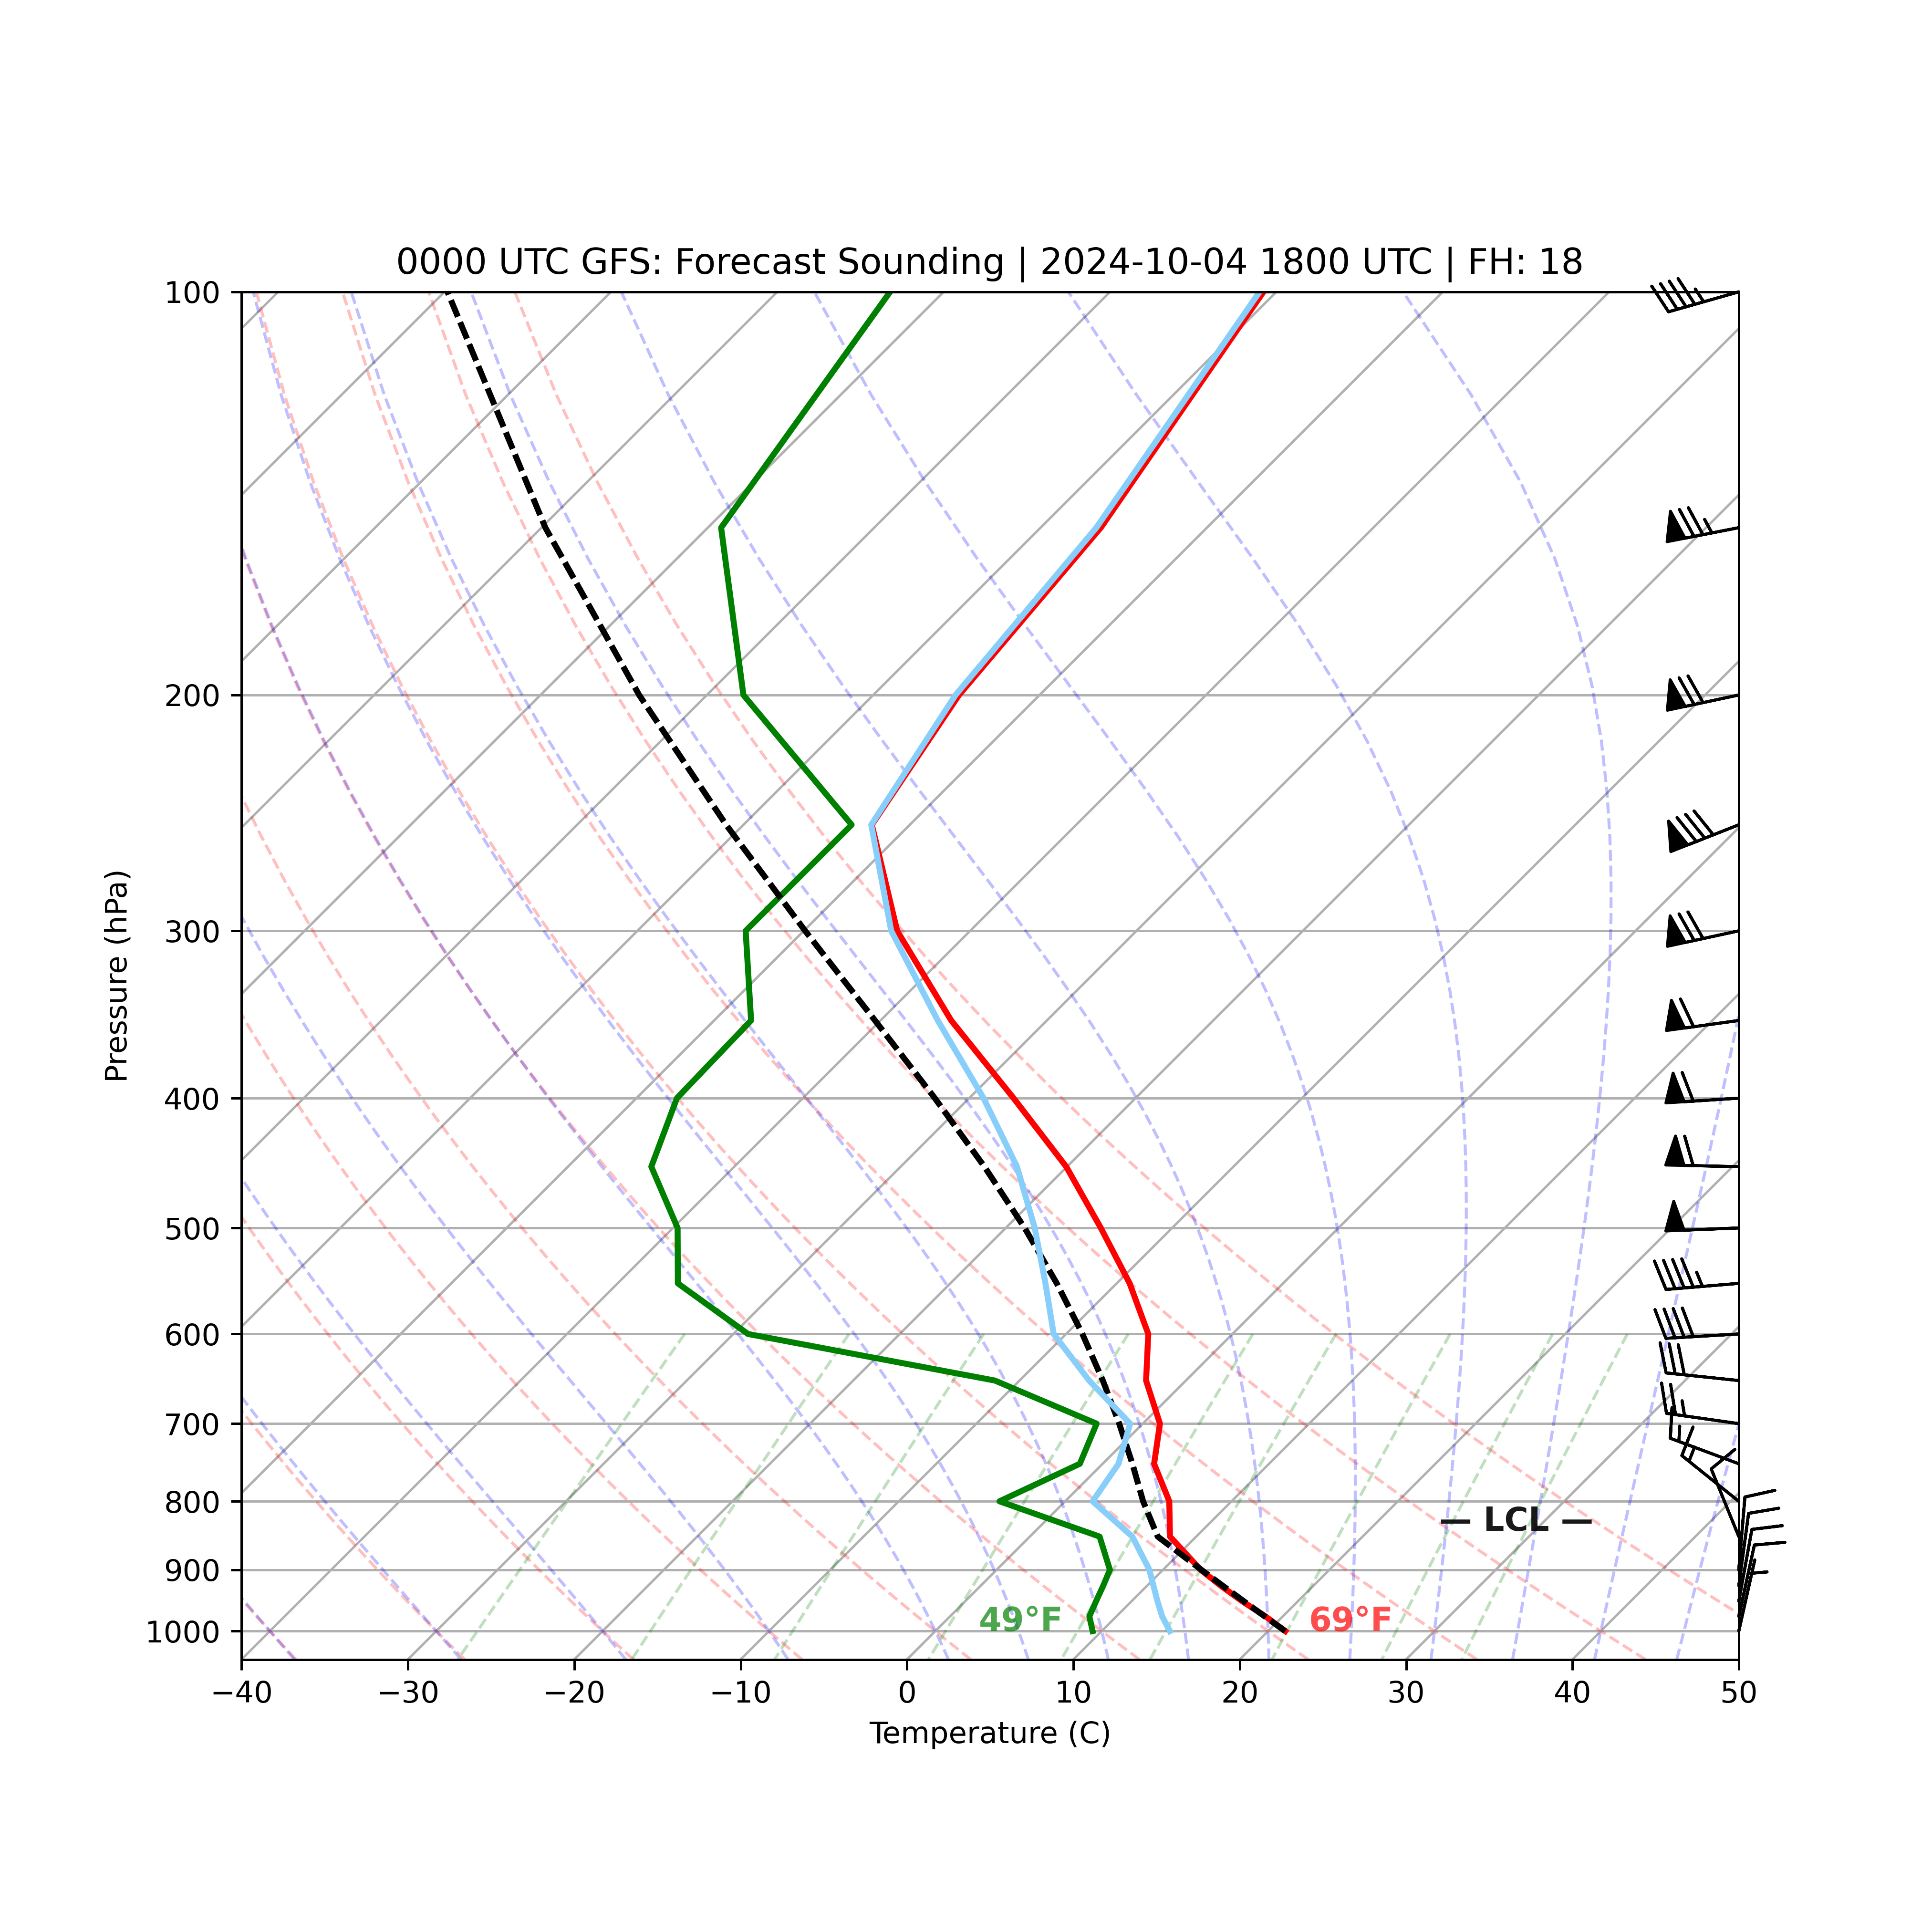 0000 UTC GFS: Forecast Sounding | 2024-10-04 1800 UTC | FH: 18
100
200
300
400
500
600
700
800
900
1000
Pressure (hPa)
— LCL —
49°F
69°F
−40 −30 −20 −10 0 10 20 30 40 50
Temperature (C)